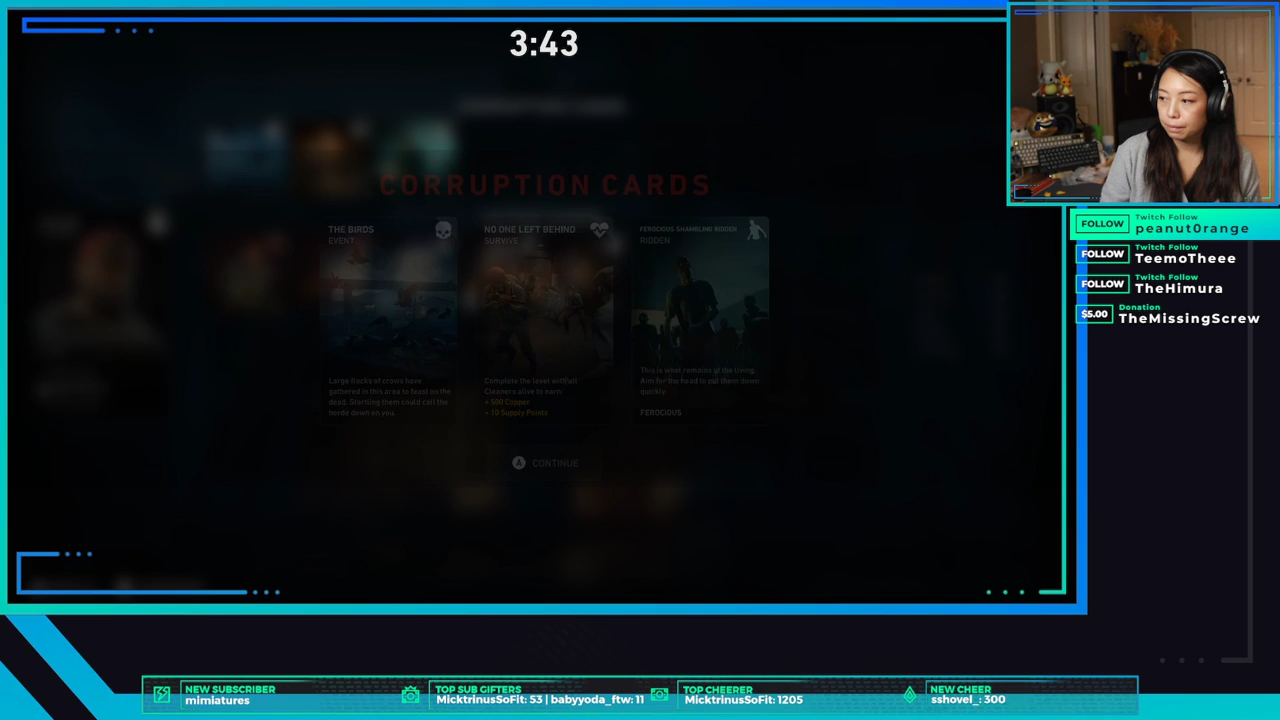 3:43
CORRUPTION CARDS
THE BIRDS
EVENT
Large flocks of crows have
gathered in this area to feast on the
dead. Startling them could call the
horde down on you.
NO ONE LEFT BEHIND
SURVIVE
Complete the level with all
Cleaners alive to earn:
+ 500 Copper
+ 10 Supply Points
FEROCIOUS SHAMBLING RIDDEN
RIDDEN
This is what remains of the living.
Aim for the head to put them down
quickly.
FEROCIOUS
A CONTINUE
FOLLOW
Twitch Follow
peanut0range
FOLLOW
Twitch Follow
TeemoTheee
FOLLOW
Twitch Follow
TheHimura
$5.00
Donation
TheMissingScrew
NEW SUBSCRIBER
mimiatures
TOP SUB GIFTERS
MicktrinusSoFit: 53 | babyyoda_ftw: 11
TOP CHEERER
MicktrinusSoFit: 1205
NEW CHEER
sshovel_: 300